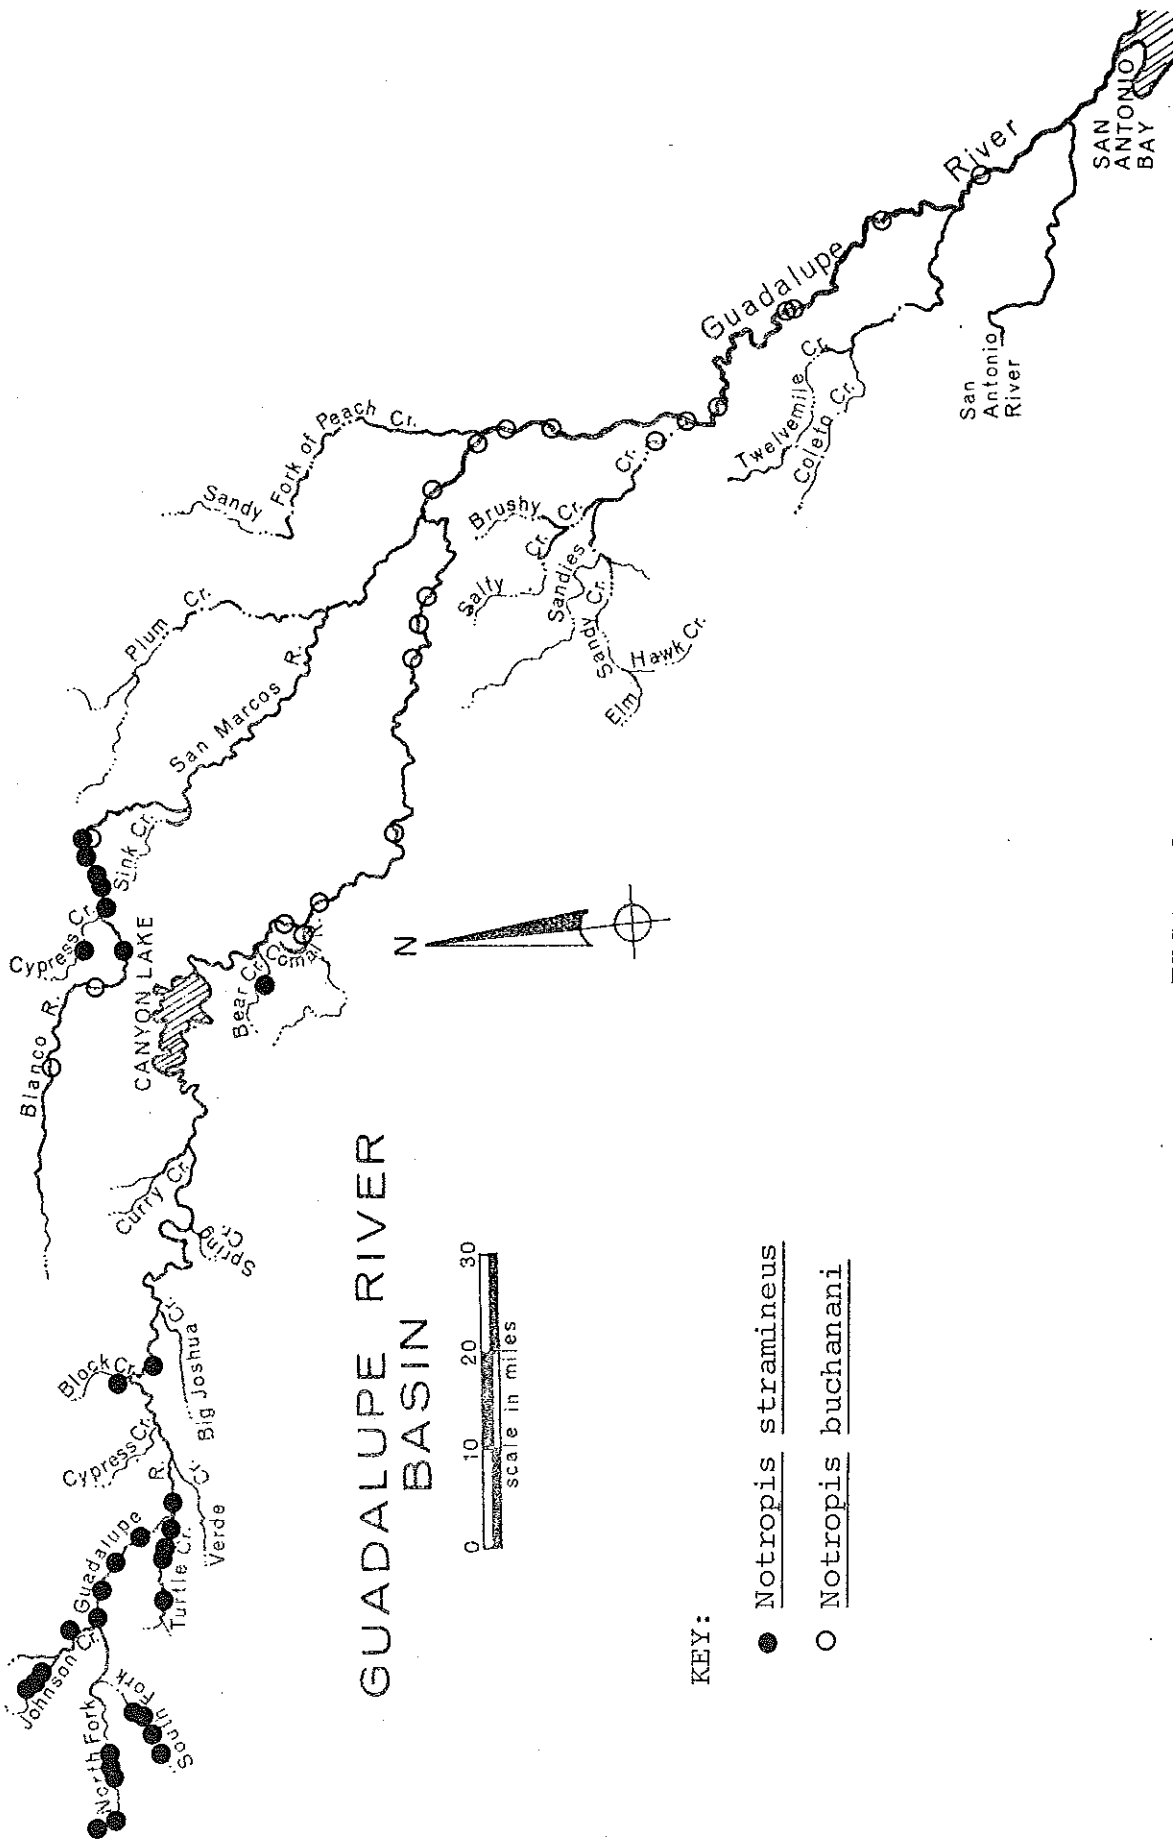 GUADALUPE RIVER
BASIN
0 10 20 30
scale in miles
KEY:
● Notropis stramineus
○ Notropis buchanani
N
North Fork
South Fork
Johnson Cr.
Guadalupe
R.
Turtle Cr.
Verde Cr.
Cypress Cr.
Block Cr.
Big Joshua Cr.
Spring
Cr.
Curry Cr.
Blanco R.
CANYON LAKE
Cypress Cr.
Sink Cr.
Bear Cr.
Comal R.
San Marcos R.
Plum Cr.
Sandy
Fork of Peach Cr.
Brushy
Cr.
Salty
Cr.
Sandies
Cr.
Sandy Cr.
Elm
Hawk Cr.
Guadalupe
River
Twelvemile Cr.
Coleto Cr.
San
Antonio
River
SAN
ANTONIO
BAY